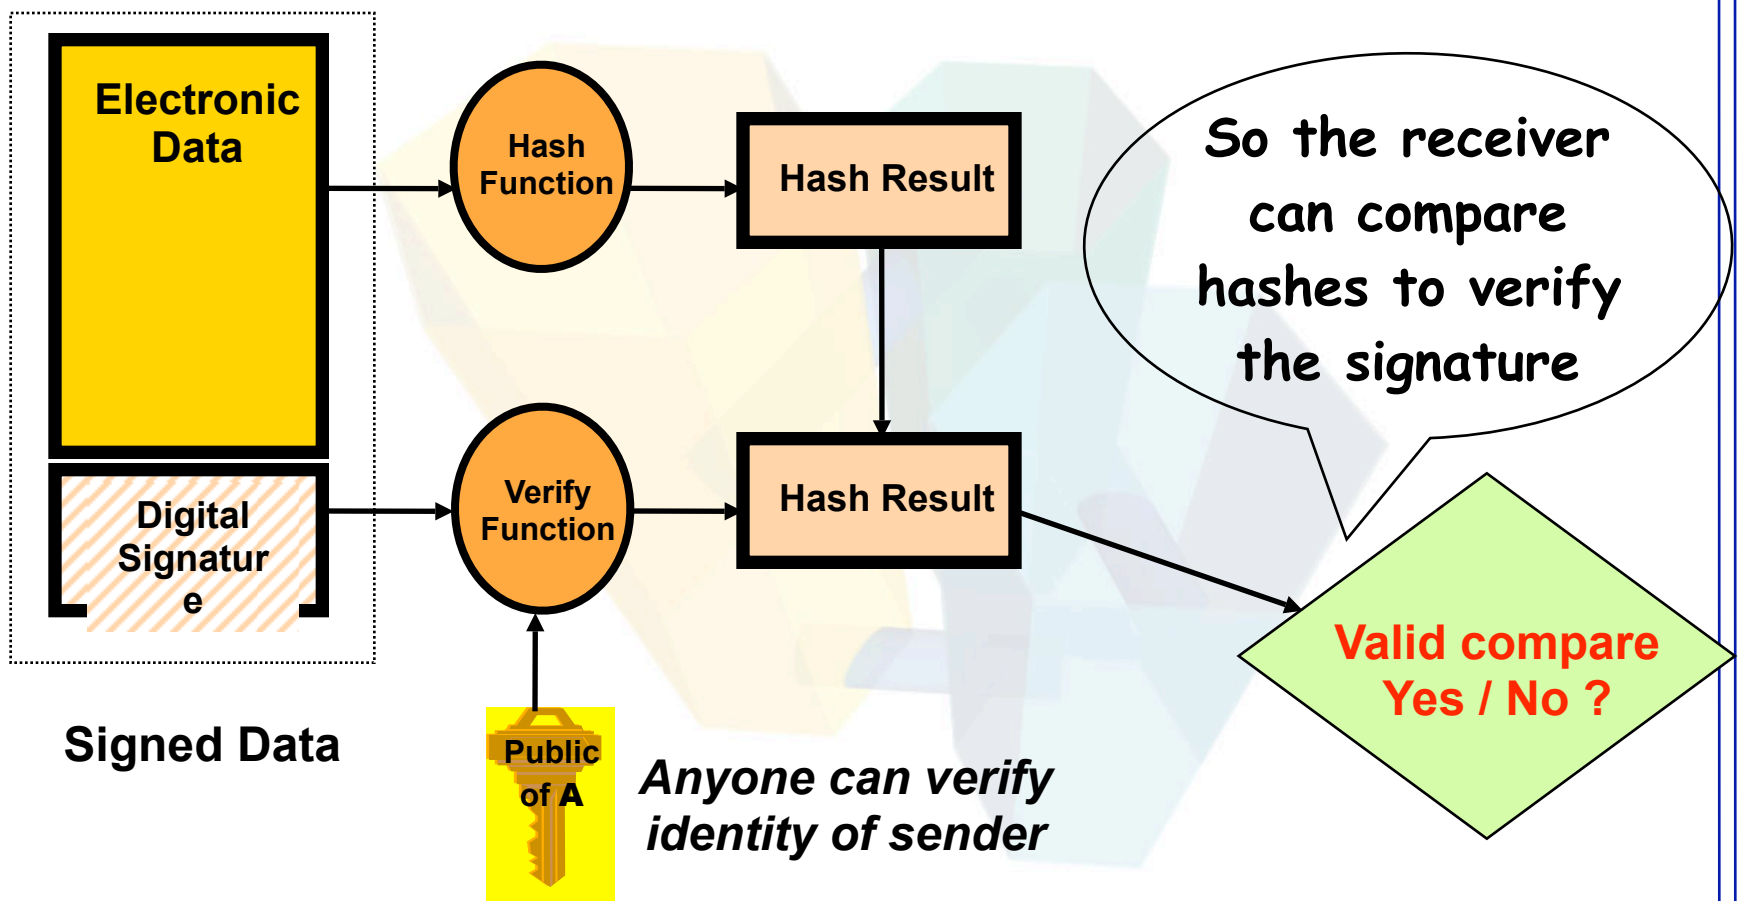 Electronic
Data
Hash
Function
Hash Result
So the receiver
can compare
hashes to verify
the signature
Digital
Signatur
e
Verify
Function
Hash Result
Valid compare
Yes / No ?
Signed Data
Public
of A
Anyone can verify
identity of sender